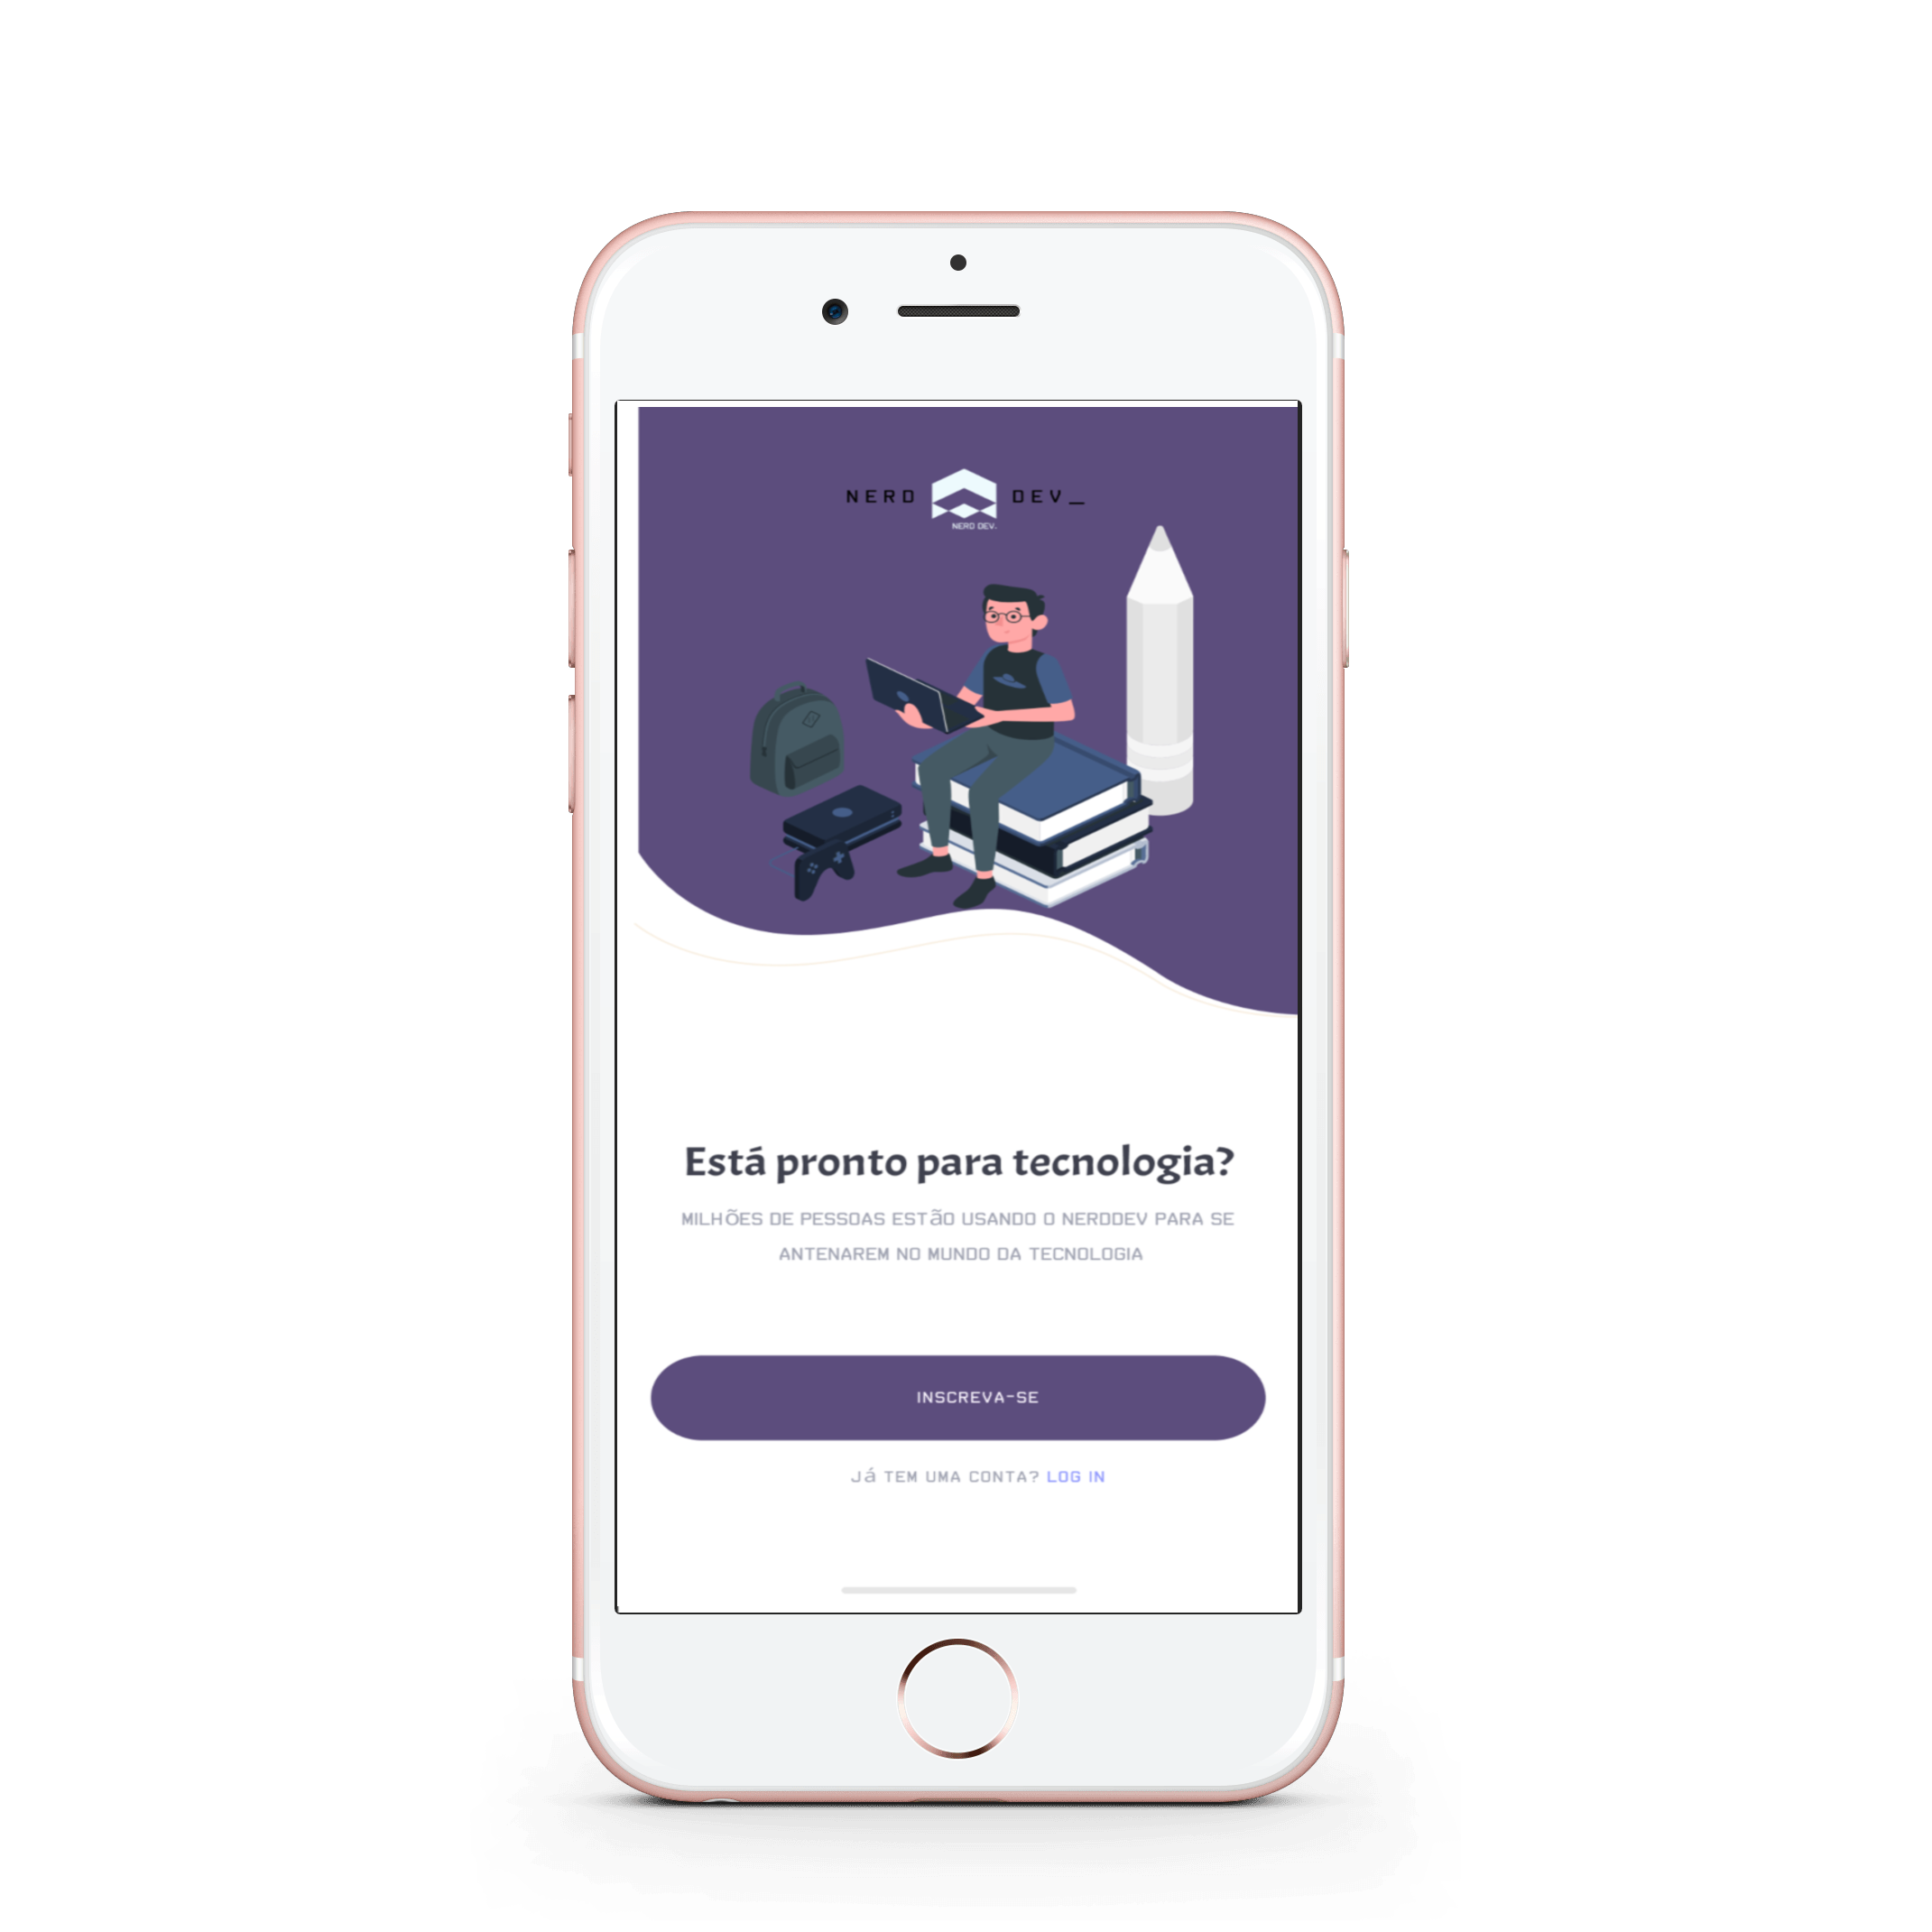 NERD DEV_
NERD DEV.
Está pronto para tecnologia?
MILHÕES DE PESSOAS ESTãO USANDO O NERDDEV PARA SE
ANTENAREM NO MUNDO DA TECNOLOGIA
INSCREVA-SE
Já TEM UMA CONTA? LOG IN